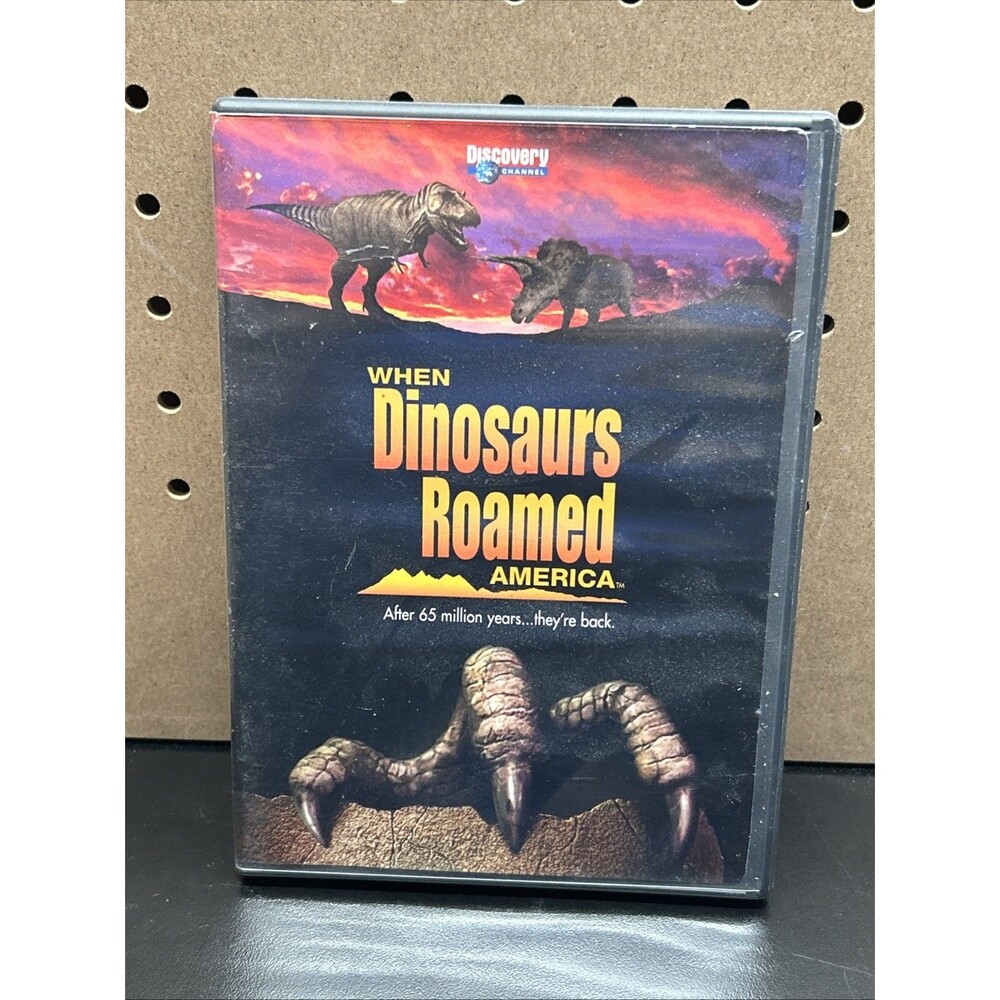 Discovery
CHANNEL
WHEN
Dinosaurs
Roamed
AMERICA™
After 65 million years...they're back.